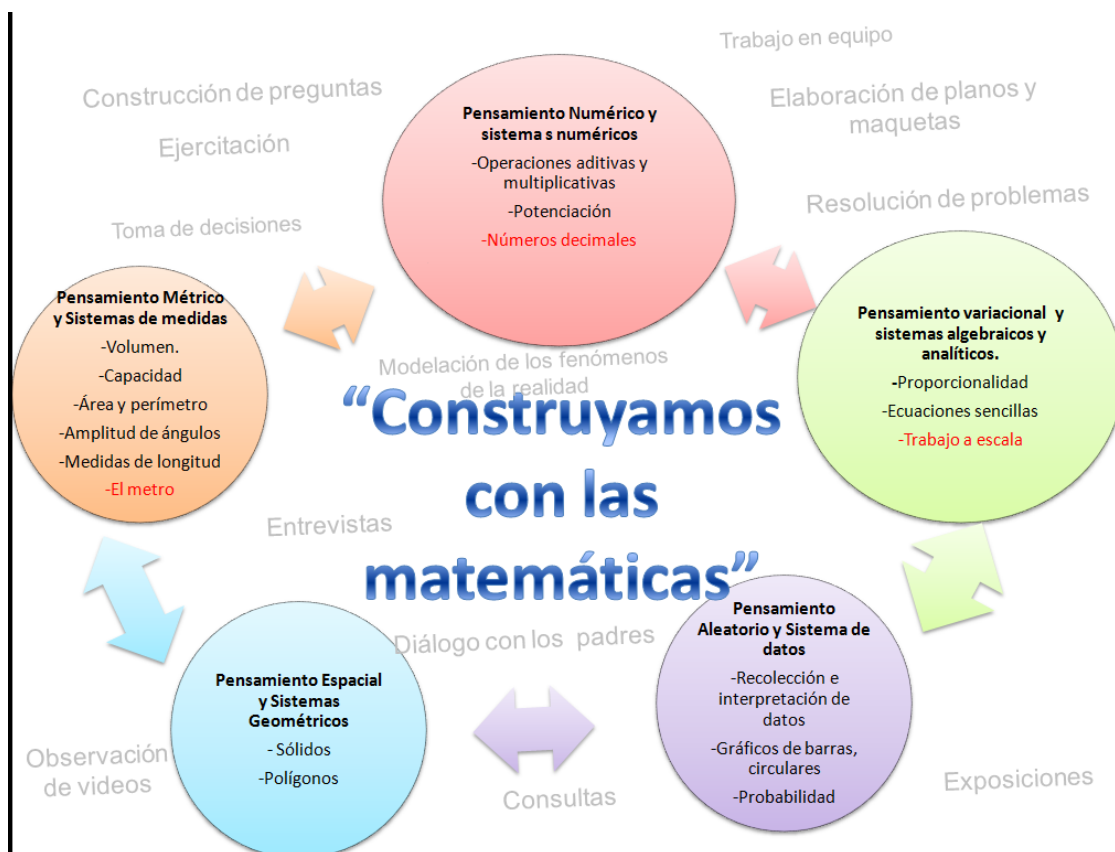 Trabajo en equipo
Construcción de preguntas
Elaboración de planos y
maquetas
Ejercitación
Pensamiento Numérico y
sistema s numéricos
-Operaciones aditivas y
multiplicativas
-Potenciación
-Números decimales
Resolución de problemas
Toma de decisiones
Pensamiento Métrico
y Sistemas de medidas
-Volumen.
-Capacidad
-Área y perímetro
-Amplitud de ángulos
-Medidas de longitud
-El metro
Pensamiento variacional y
sistemas algebraicos y
analíticos.
-Proporcionalidad
-Ecuaciones sencillas
-Trabajo a escala
Modelación de los fenómenos
de la realidad
“Construyamos
con las
matemáticas”
Entrevistas
Diálogo con los padres
Pensamiento Espacial
y Sistemas
Geométricos
- Sólidos
-Polígonos
Pensamiento
Aleatorio y Sistema de
datos
-Recolección e
interpretación de
datos
-Gráficos de barras,
circulares
-Probabilidad
Observación
de videos
Consultas
Exposiciones